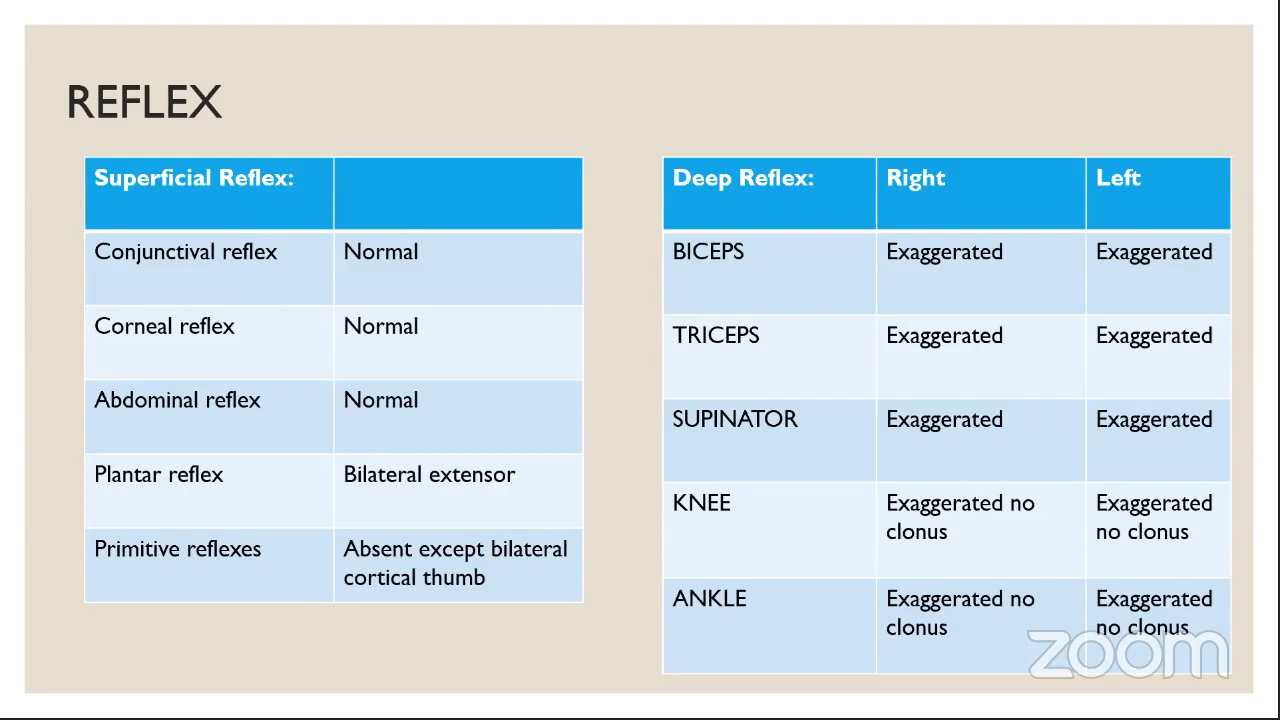 REFLEX
Superficial Reflex:
Conjunctival reflex Normal
Corneal reflex Normal
Abdominal reflex Normal
Plantar reflex Bilateral extensor
Primitive reflexes Absent except bilateral
cortical thumb
Deep Reflex: Right Left
BICEPS Exaggerated Exaggerated
TRICEPS Exaggerated Exaggerated
SUPINATOR Exaggerated Exaggerated
KNEE Exaggerated no Exaggerated
clonus no clonus
ANKLE Exaggerated no Exaggerated
clonus no clonus
zoom